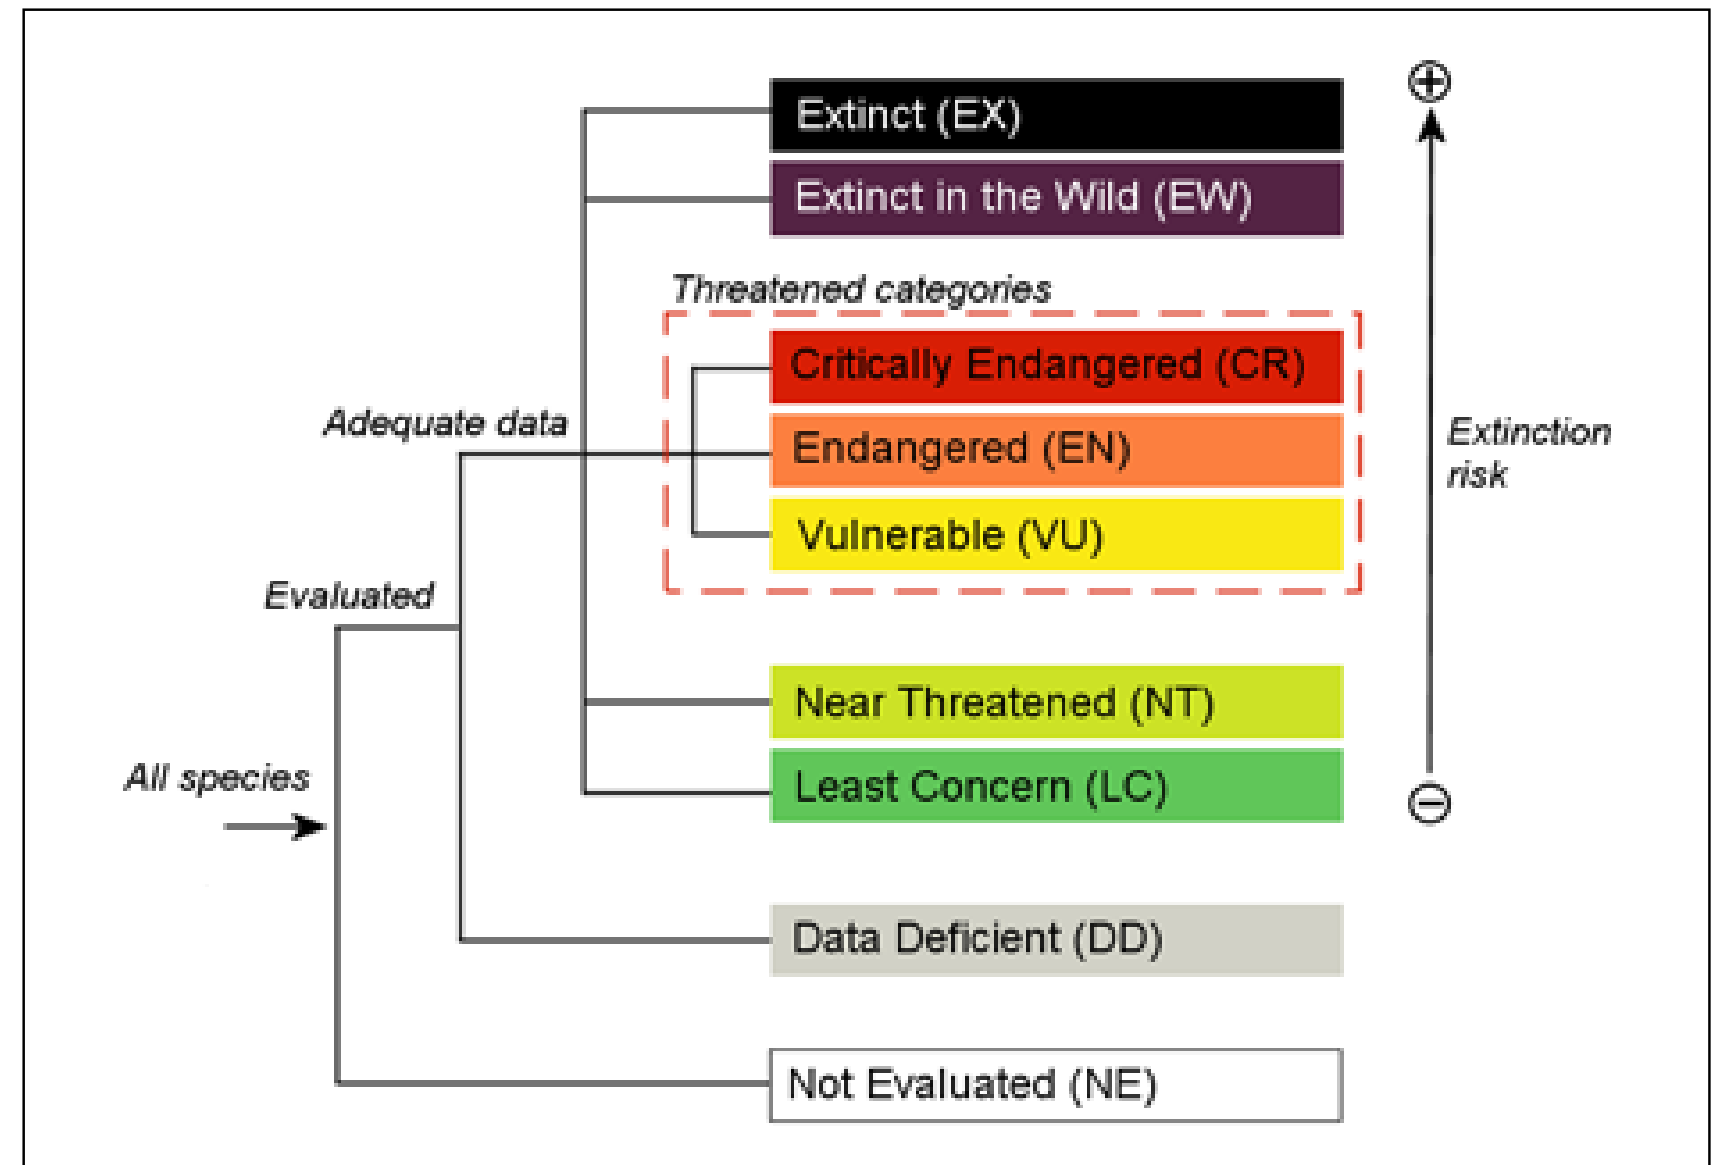 Extinct (EX)
Extinct in the Wild (EW)
Threatened categories
Critically Endangered (CR)
Adequate data
Endangered (EN)
Extinction
risk
Vulnerable (VU)
Evaluated
Near Threatened (NT)
All species
Least Concern (LC)
Data Deficient (DD)
Not Evaluated (NE)